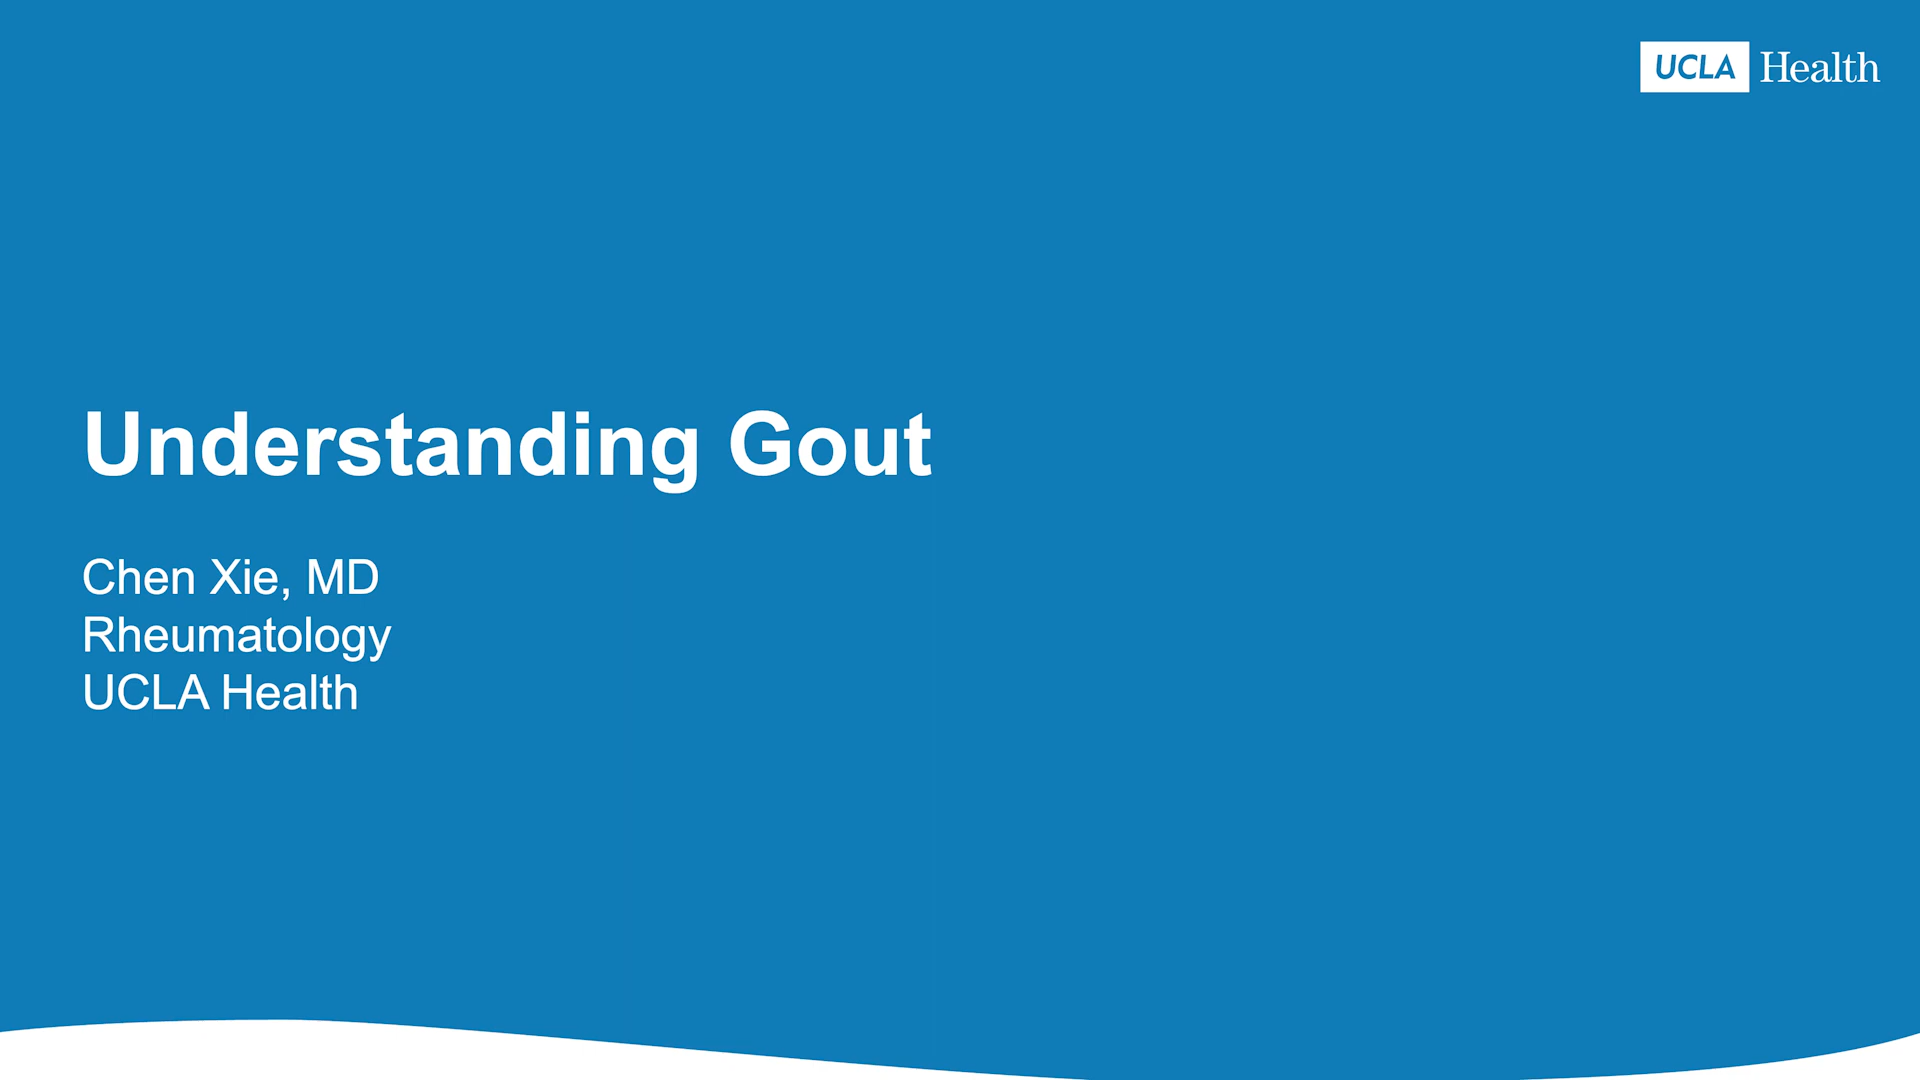 UCLA Health
Understanding Gout
Chen Xie, MD
Rheumatology
UCLA Health